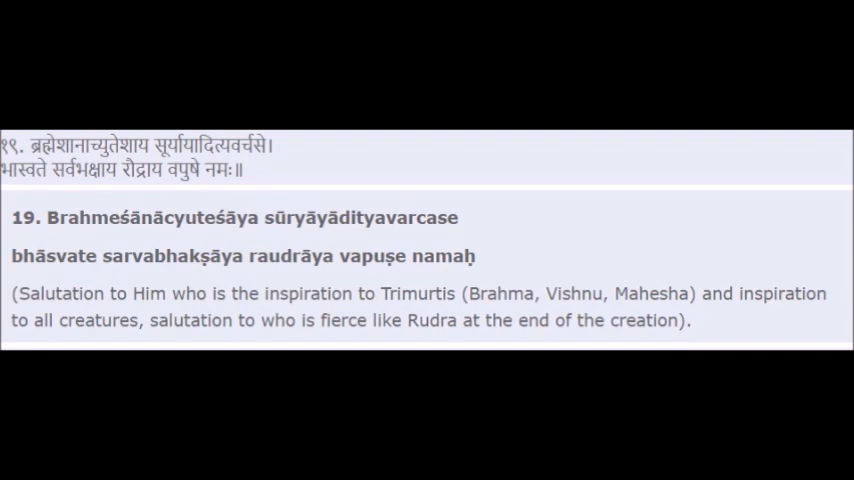 १९. ब्रह्मेशानाच्युतेशाय सूर्यायादित्यवर्चसे।
भास्वते सर्वभक्षाय रौद्राय वपुषे नमः॥
19. Brahmeśānācyuteśāya sūryāyādityavarcase
bhāsvate sarvabhakṣāya raudrāya vapuṣe namaḥ
(Salutation to Him who is the inspiration to Trimurtis (Brahma, Vishnu, Mahesha) and inspiration
to all creatures, salutation to who is fierce like Rudra at the end of the creation).